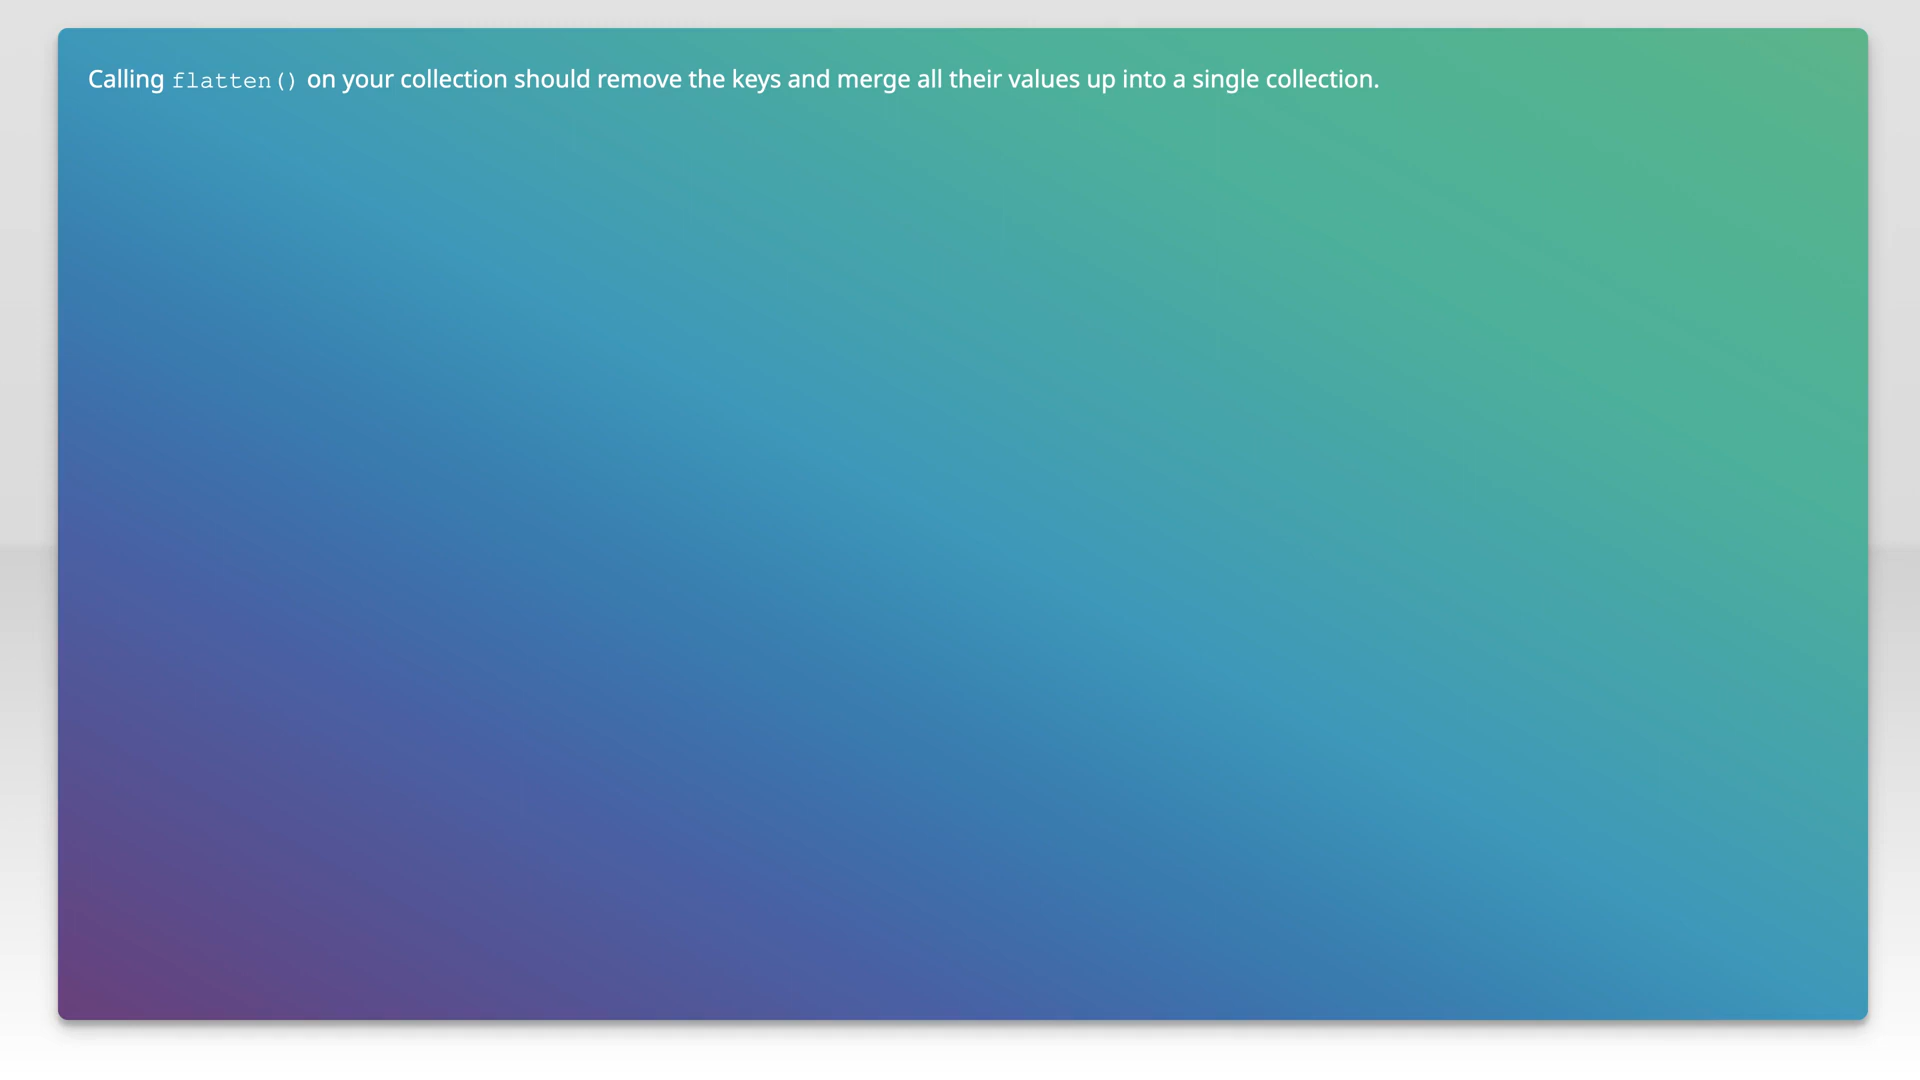 Calling flatten() on your collection should remove the keys and merge all their values up into a single collection.